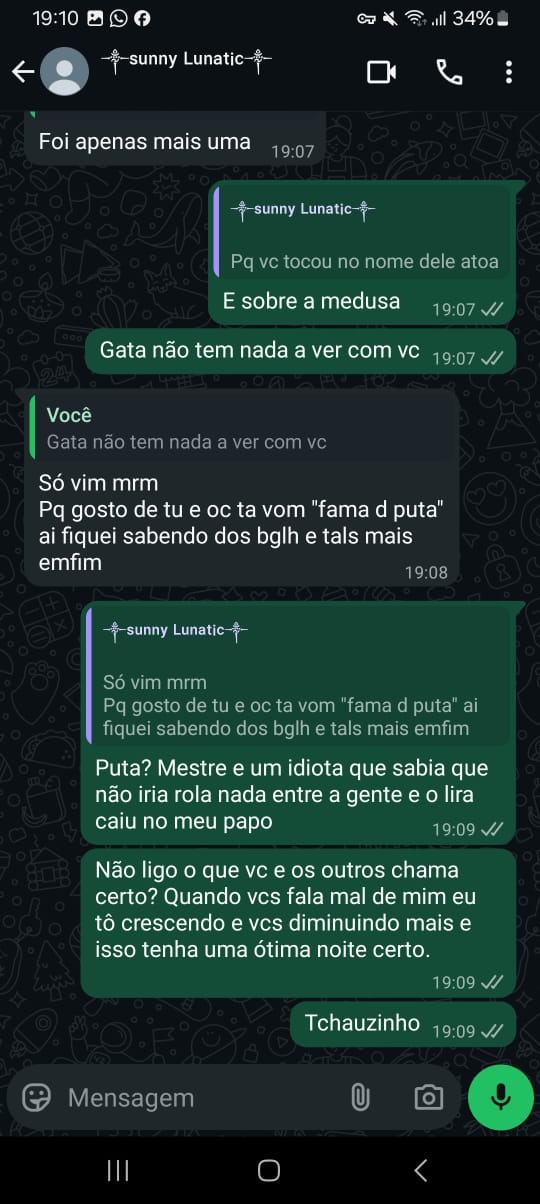 19:10
34%
sunny Lunatic
Foi apenas mais uma
19:07
sunny Lunatic
Pq vc tocou no nome dele atoa
E sobre a medusa
19:07
Gata não tem nada a ver com vc
19:07
Você
Gata não tem nada a ver com vc
Só vim mrm
Pq gosto de tu e oc ta vom "fama d puta"
ai fiquei sabendo dos bglh e tals mais
emfim
19:08
sunny Lunatic
Só vim mrm
Pq gosto de tu e oc ta vom "fama d puta" ai
fiquei sabendo dos bglh e tals mais emfim
Puta? Mestre e um idiota que sabia que
não iria rola nada entre a gente e o lira
caiu no meu papo
19:09
Não ligo o que vc e os outros chama
certo? Quando vcs fala mal de mim eu
tô crescendo e vcs diminuindo mais e
isso tenha uma ótima noite certo.
19:09
Tchauzinho
19:09
Mensagem